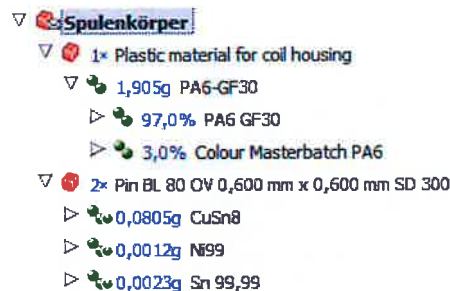 Spulenkörper
1× Plastic material for coil housing
1,905g PA6-GF30
97,0% PA6 GF30
3,0% Colour Masterbatch PA6
2× Pin BL 80 OV 0,600 mm x 0,600 mm SD 300
0,0805g CuSn8
0,0012g Ni99
0,0023g Sn 99,99